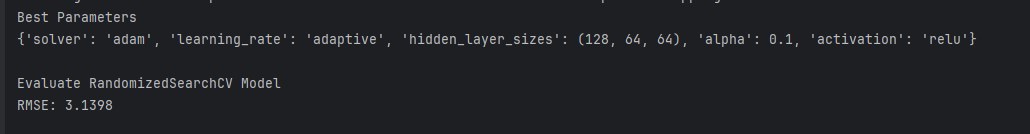 Best Parameters
{'solver': 'adam', 'learning_rate': 'adaptive', 'hidden_layer_sizes': (128, 64, 64), 'alpha': 0.1, 'activation': 'relu'}
Evaluate RandomizedSearchCV Model
RMSE: 3.1398